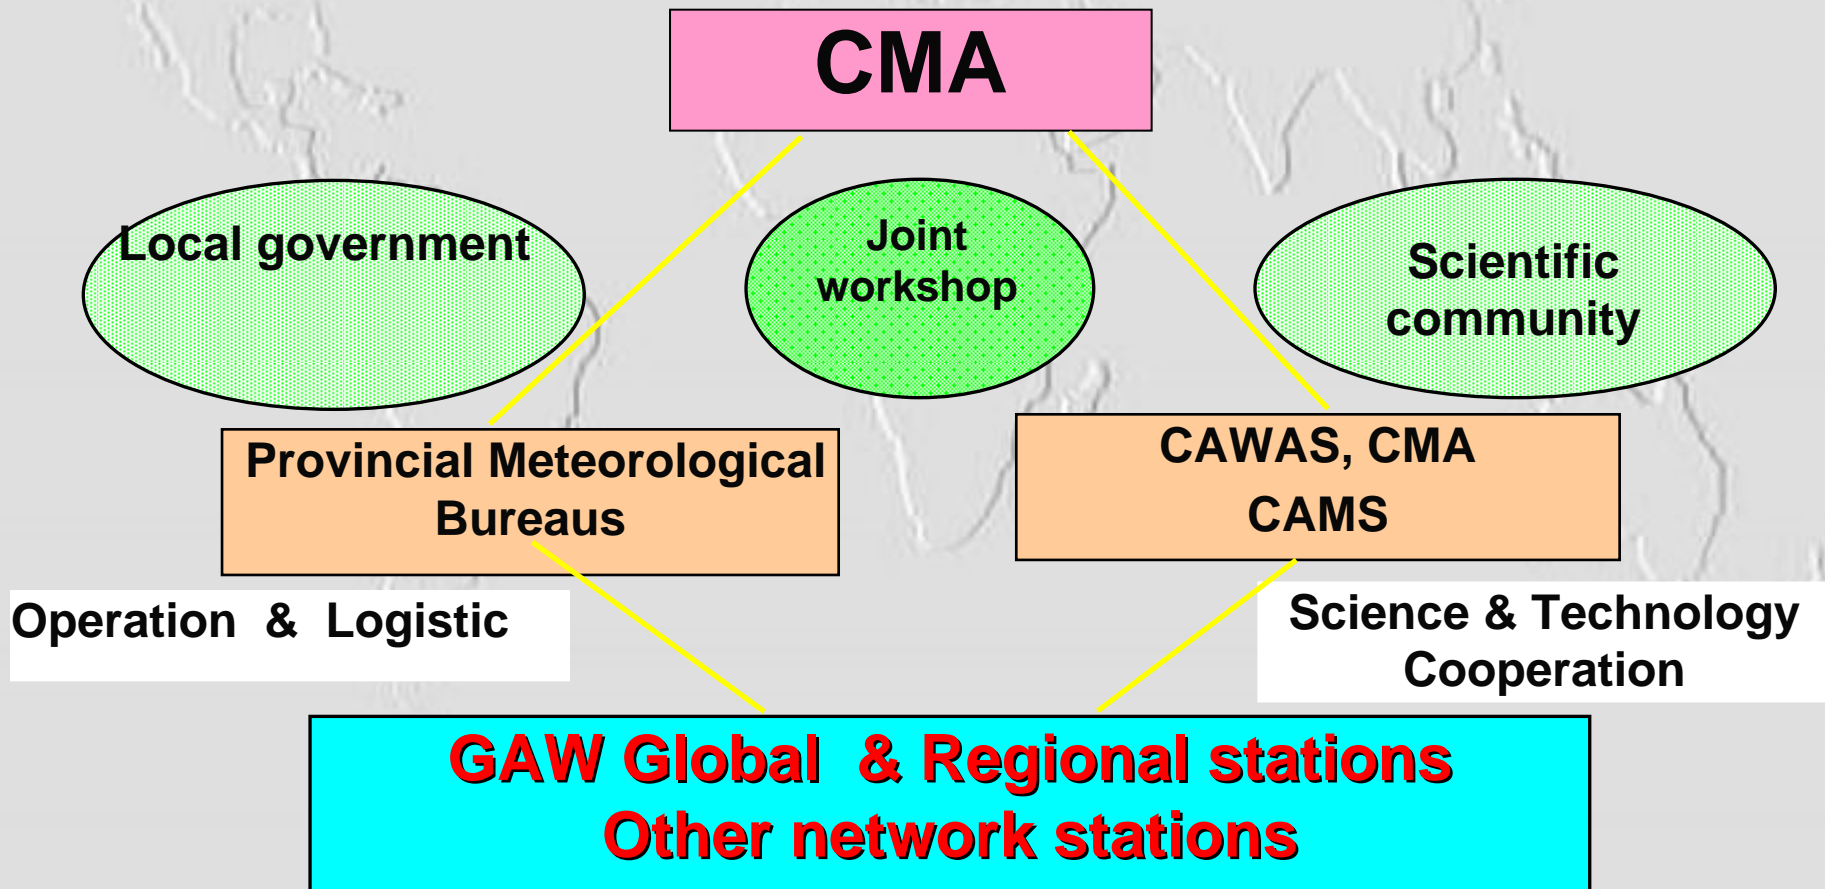 CMA
Local government
Joint
workshop
Scientific
community
Provincial Meteorological
Bureaus
CAWAS, CMA
CAMS
Operation & Logistic
Science & Technology
Cooperation
GAW Global & Regional stations
Other network stations